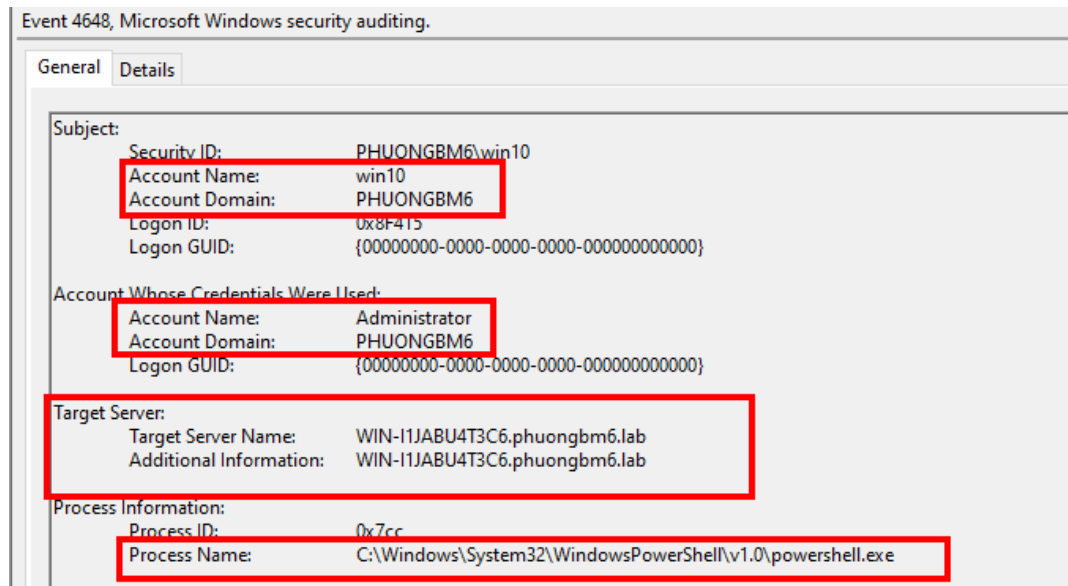 Event 4648, Microsoft Windows security auditing.
General Details
Subject:
Security ID: PHUONGBM6\win10
Account Name: win10
Account Domain: PHUONGBM6
Logon ID: 0x8F415
Logon GUID: {00000000-0000-0000-0000-000000000000}
Account Whose Credentials Were Used:
Account Name: Administrator
Account Domain: PHUONGBM6
Logon GUID: {00000000-0000-0000-0000-000000000000}
Target Server:
Target Server Name: WIN-I1JABU4T3C6.phuongbm6.lab
Additional Information: WIN-I1JABU4T3C6.phuongbm6.lab
Process Information:
Process ID: 0x7cc
Process Name: C:\Windows\System32\WindowsPowerShell\v1.0\powershell.exe